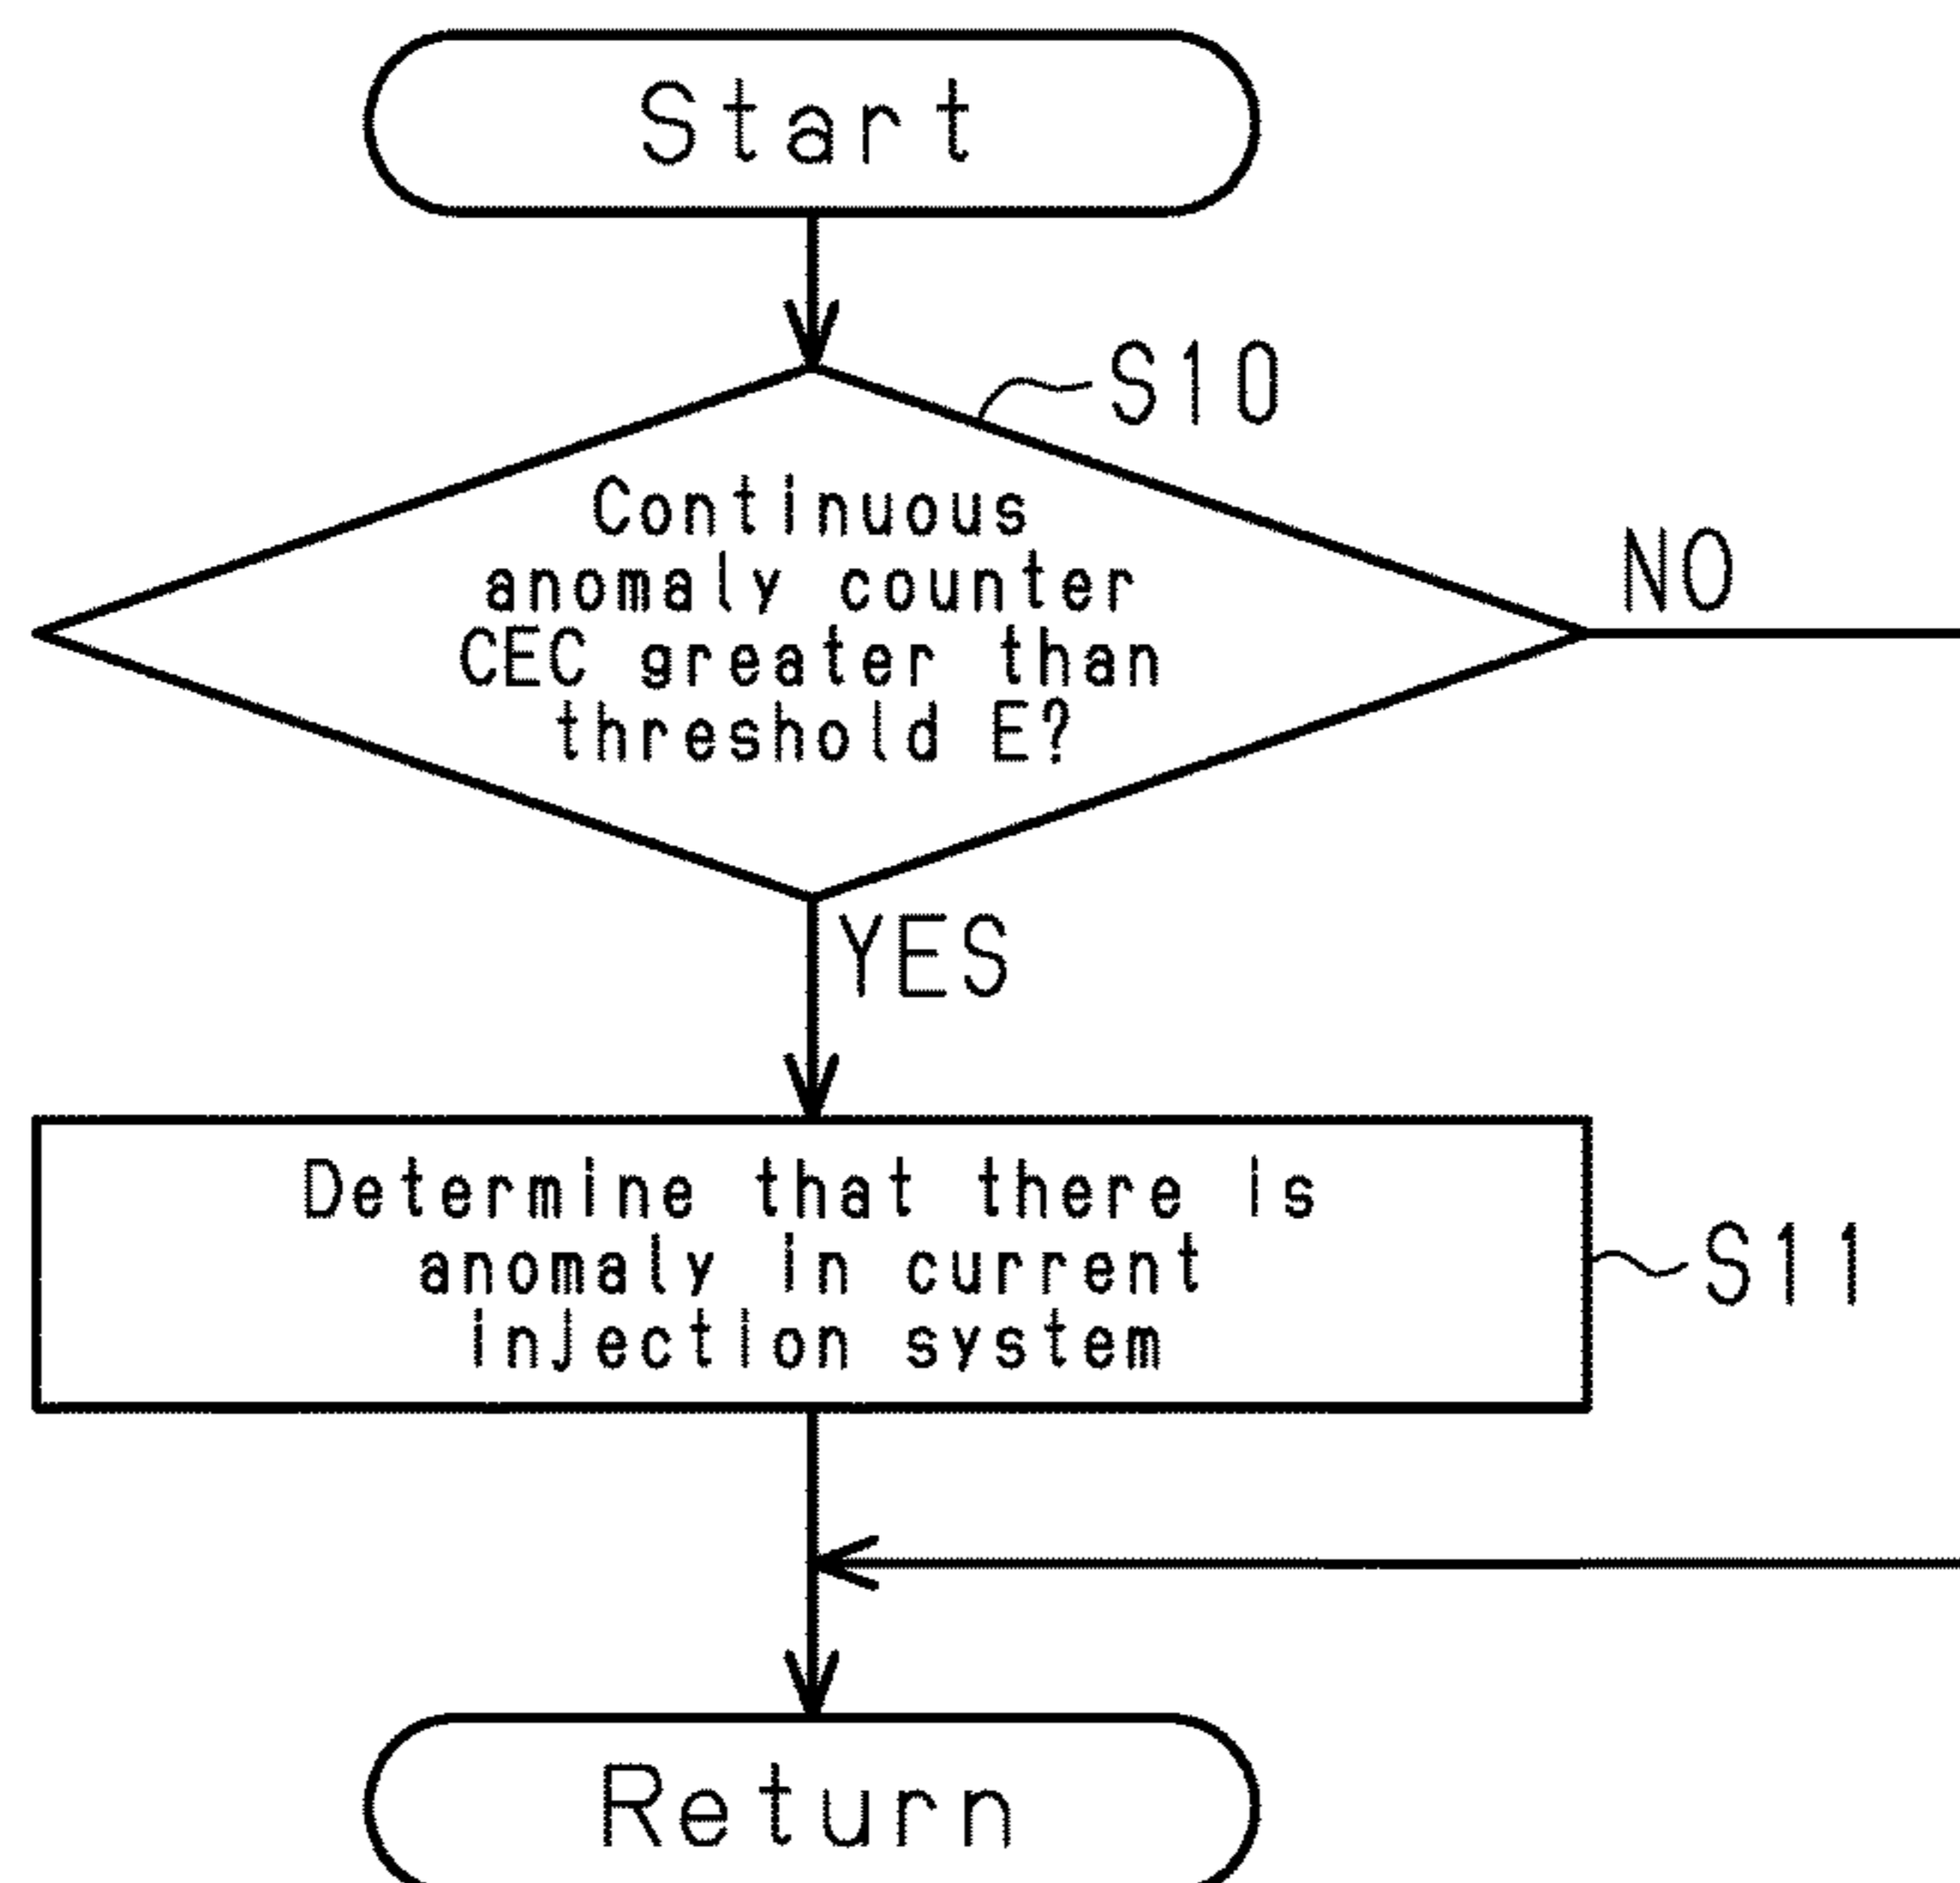 Start
S10
Continuous
anomaly counter
CEC greater than
threshold E?
NO
YES
Determine that there is
anomaly in current
injection system
S11
Return